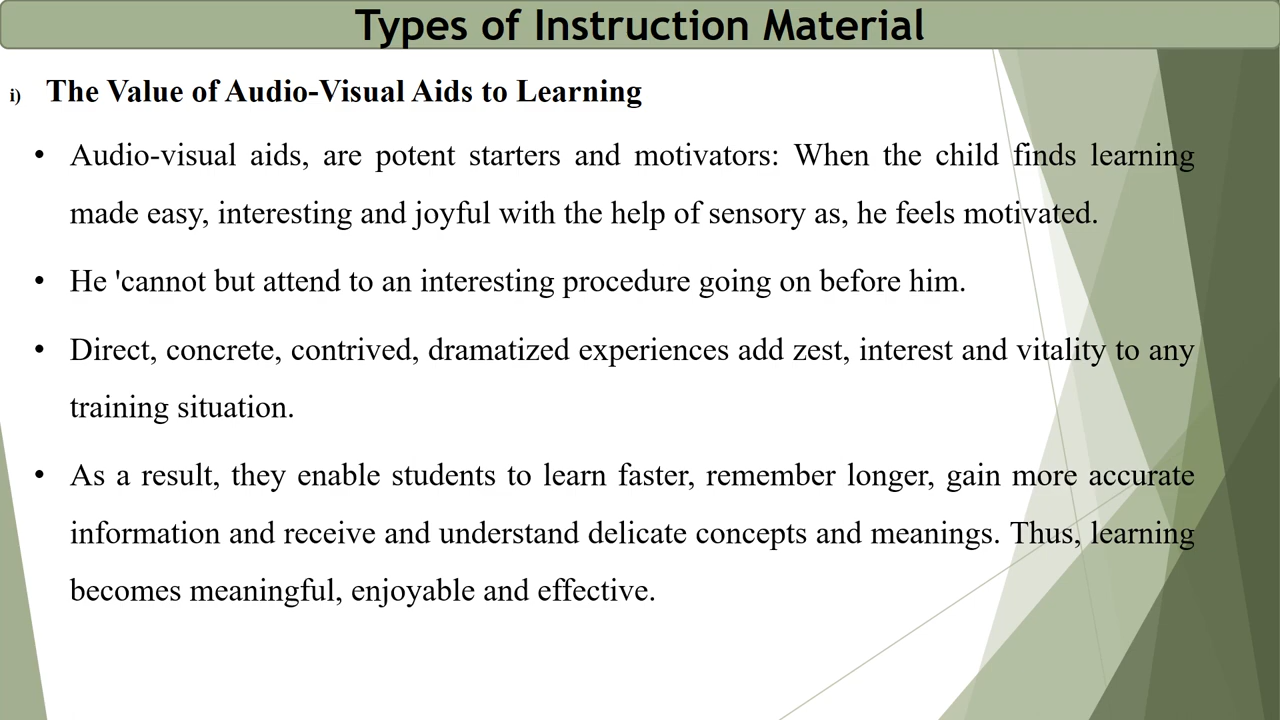 Types of Instruction Material
i) The Value of Audio-Visual Aids to Learning
• Audio-visual aids, are potent starters and motivators: When the child finds learning
made easy, interesting and joyful with the help of sensory as, he feels motivated.
• He 'cannot but attend to an interesting procedure going on before him.
• Direct, concrete, contrived, dramatized experiences add zest, interest and vitality to any
training situation.
• As a result, they enable students to learn faster, remember longer, gain more accurate
information and receive and understand delicate concepts and meanings. Thus, learning
becomes meaningful, enjoyable and effective.